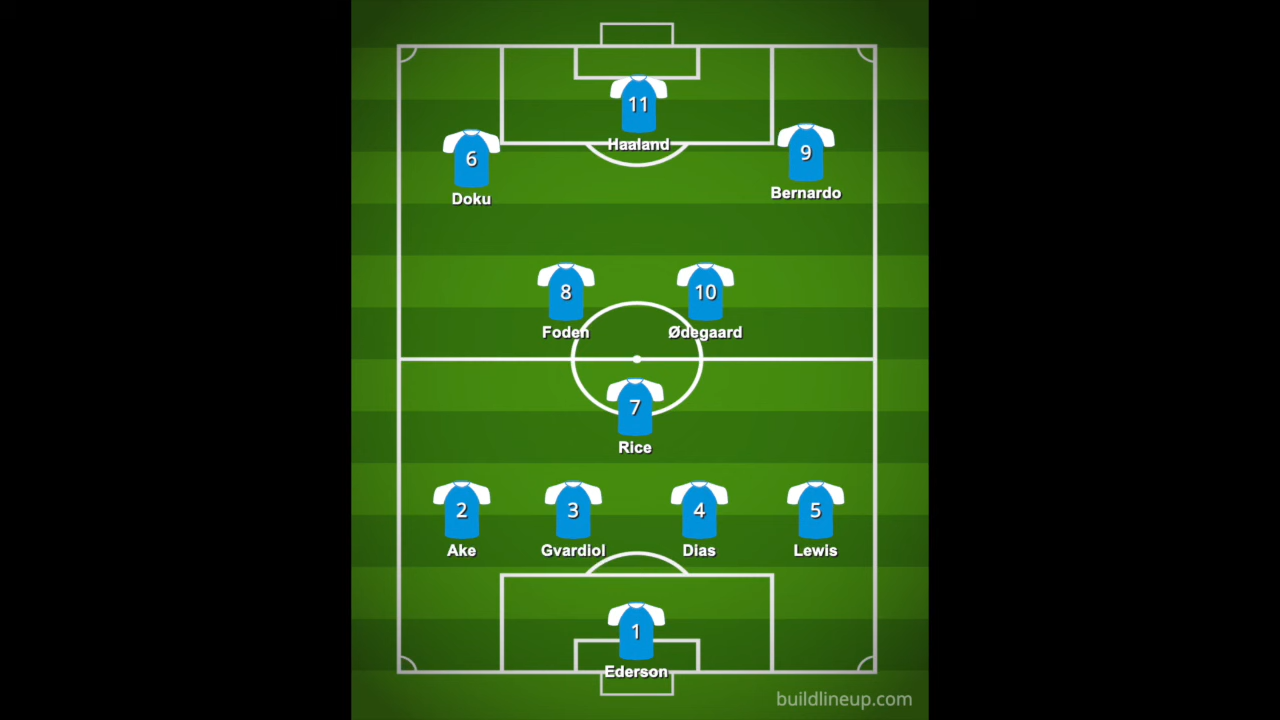 11
Haaland
6
Doku
9
Bernardo
8
Foden
10
Ødegaard
7
Rice
2
Ake
3
Gvardiol
4
Dias
5
Lewis
1
Ederson
buildlineup.com